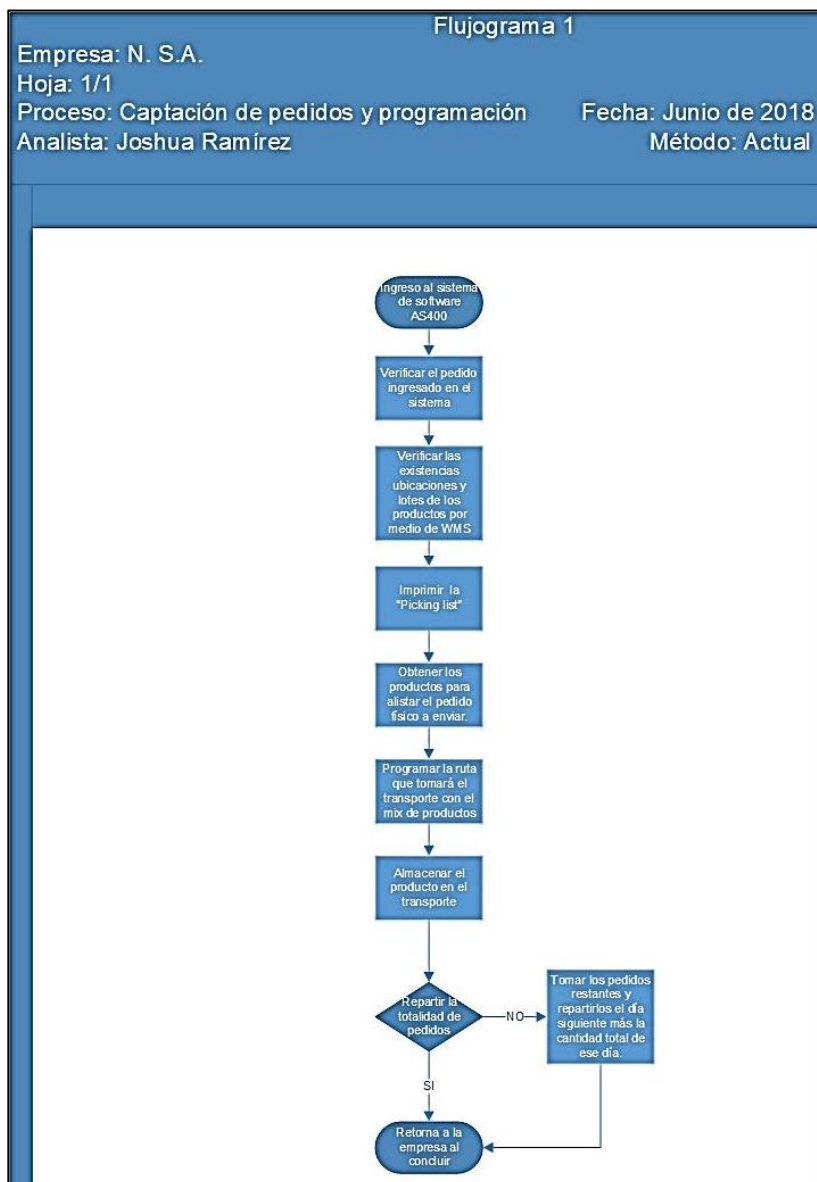 Flujograma 1
Empresa: N. S.A.
Hoja: 1/1
Proceso: Captación de pedidos y programación Fecha: Junio de 2018
Analista: Joshua Ramírez Método: Actual
Ingreso al sistema
de software
AS400
Verificar el pedido
ingresado en el
sistema
Verificar las
existencias
ubicaciones y
lotes de los
productos por
medio de WMS
Imprimir la
"Picking list"
Obtener los
productos para
alistar el pedido
físico a enviar.
Programar la ruta
que tomará el
transporte con el
mix de productos
Almacenar el
producto en el
transporte
Repartir la
totalidad de
pedidos
NO
Tomar los pedidos
restantes y
repartirlos el día
siguiente más la
cantidad total de
ese día.
SI
Retorna a la
empresa al
concluir